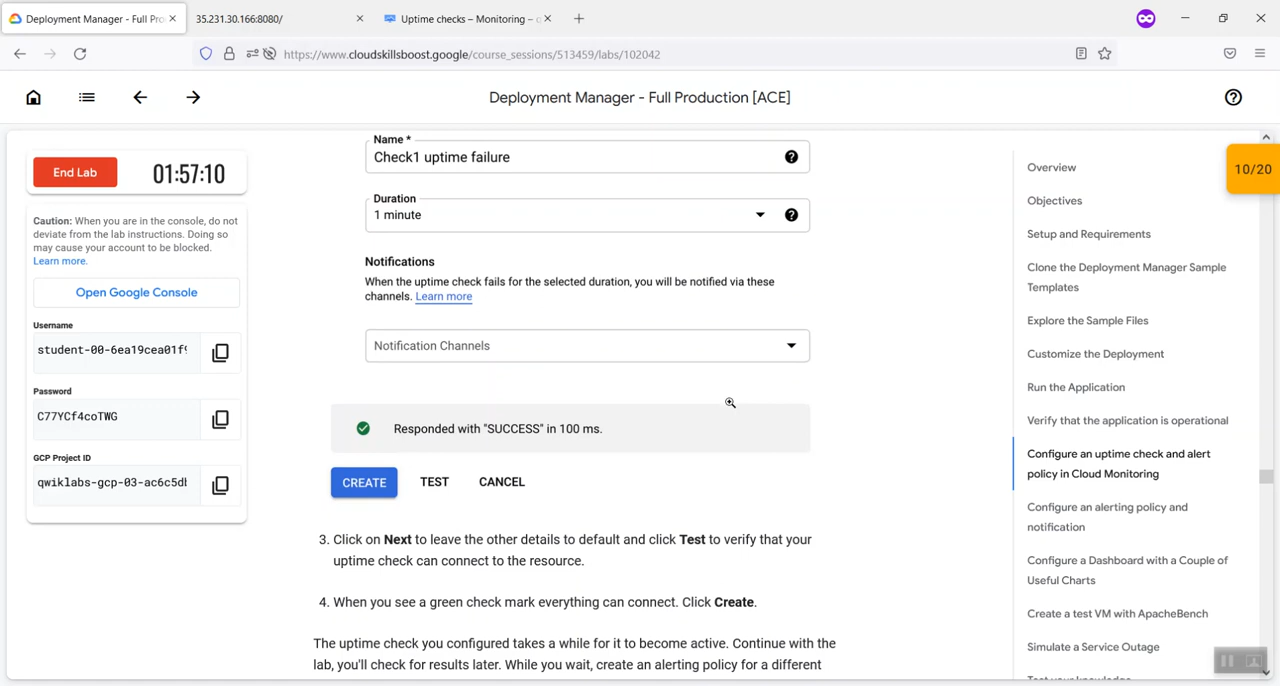 Deployment Manager - Full Pro
35.231.30.166:8080/
Uptime checks – Monitoring –
https://www.cloudskillsboost.google/course_sessions/513459/labs/102042
Deployment Manager - Full Production [ACE]
End Lab
01:57:10
Caution: When you are in the console, do not
deviate from the lab instructions. Doing so
may cause your account to be blocked.
Learn more.
Open Google Console
Username
student-00-6ea19cea01f9
Password
C77YCf4coTWG
GCP Project ID
qwiklabs-gcp-03-ac6c5db
Name *
Check1 uptime failure
Duration
1 minute
Notifications
When the uptime check fails for the selected duration, you will be notified via these
channels. Learn more
Notification Channels
Responded with "SUCCESS" in 100 ms.
CREATE
TEST
CANCEL
3. Click on Next to leave the other details to default and click Test to verify that your
uptime check can connect to the resource.
4. When you see a green check mark everything can connect. Click Create.
The uptime check you configured takes a while for it to become active. Continue with the
lab, you'll check for results later. While you wait, create an alerting policy for a different
Overview
Objectives
Setup and Requirements
Clone the Deployment Manager Sample
Templates
Explore the Sample Files
Customize the Deployment
Run the Application
Verify that the application is operational
Configure an uptime check and alert
policy in Cloud Monitoring
Configure an alerting policy and
notification
Configure a Dashboard with a Couple of
Useful Charts
Create a test VM with ApacheBench
Simulate a Service Outage
Test your knowledge
10/20